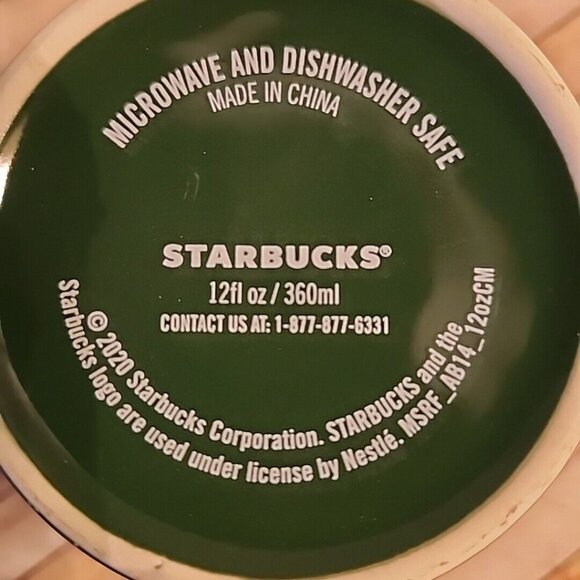 MICROWAVE AND DISHWASHER SAFE
MADE IN CHINA
STARBUCKS®
12fl oz / 360ml
CONTACT US AT: 1-877-877-6331
© 2020 Starbucks Corporation. STARBUCKS and the
Starbucks logo are used under license by Nestlé. MSRF_AB14_12ozCM